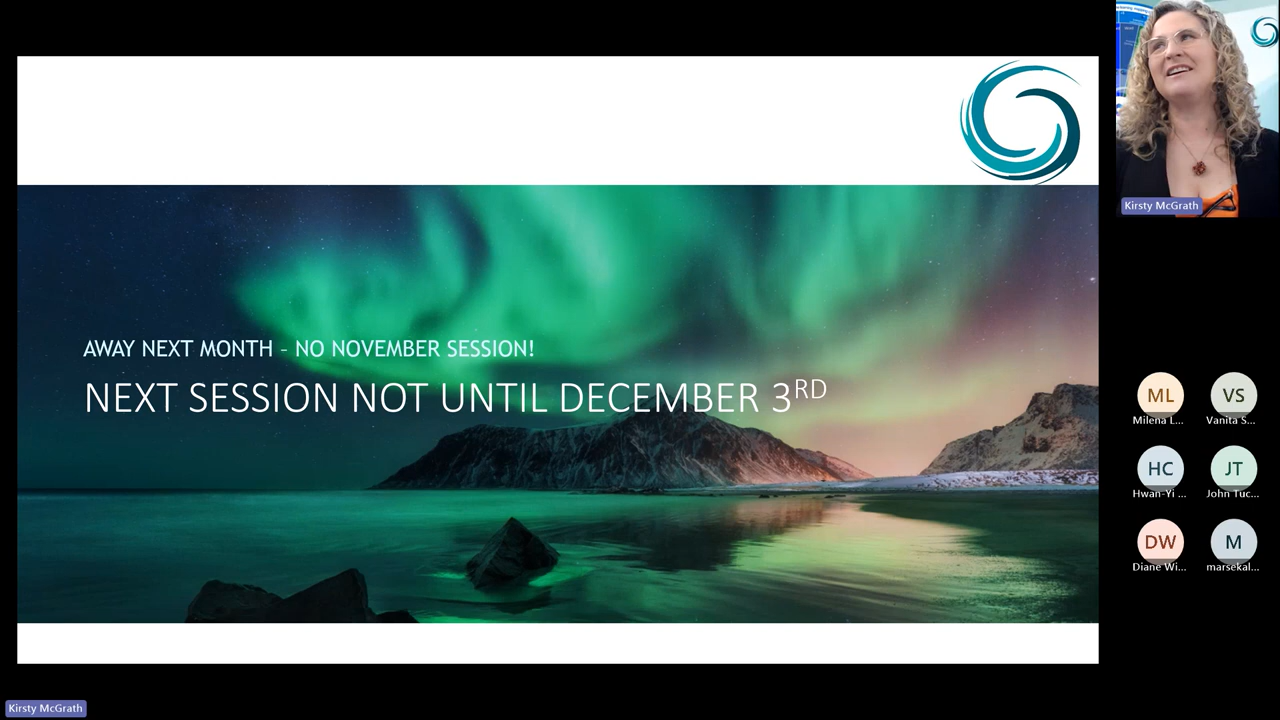 AWAY NEXT MONTH - NO NOVEMBER SESSION!
NEXT SESSION NOT UNTIL DECEMBER 3RD
Kirsty McGrath
ML
Milena L...
VS
Vanita S...
HC
Hwan-Yi ...
JT
John Tuc...
DW
Diane Wi...
M
marsekal...
Kirsty McGrath